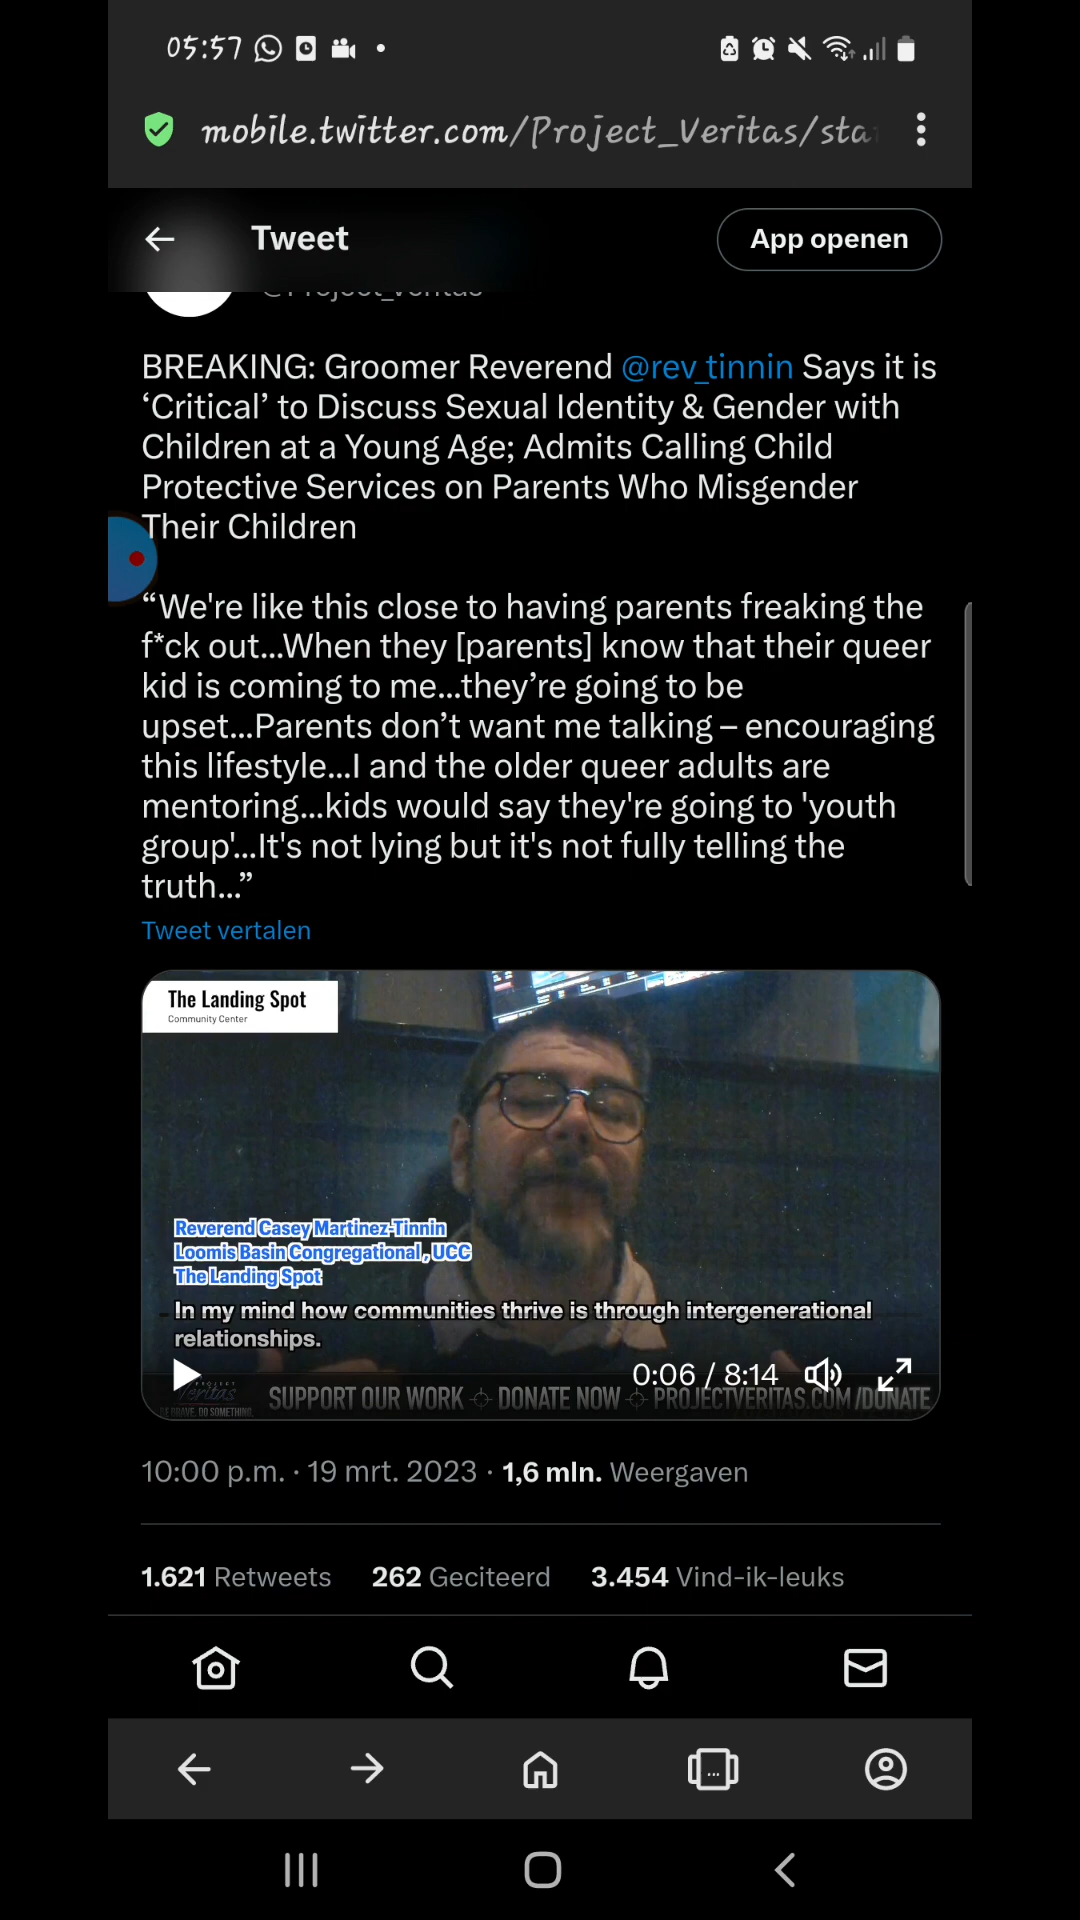 05:57
mobile.twitter.com/Project_Veritas/sta
Tweet
App openen
@Project_Veritas
BREAKING: Groomer Reverend @rev_tinnin Says it is
‘Critical’ to Discuss Sexual Identity & Gender with
Children at a Young Age; Admits Calling Child
Protective Services on Parents Who Misgender
Their Children
“We're like this close to having parents freaking the
f*ck out...When they [parents] know that their queer
kid is coming to me...they’re going to be
upset...Parents don’t want me talking – encouraging
this lifestyle...I and the older queer adults are
mentoring...kids would say they're going to 'youth
group'...It's not lying but it's not fully telling the
truth...”
Tweet vertalen
The Landing Spot
Community Center
Reverend Casey Martinez-Tinnin
Loomis Basin Congregational, UCC
The Landing Spot
In my mind how communities thrive is through intergenerational
relationships.
0:06 / 8:14
PROJECT
Veritas
BE BRAVE. DO SOMETHING.
SUPPORT OUR WORK DONATE NOW PROJECTVERITAS.COM/DONATE
10:00 p.m. · 19 mrt. 2023 · 1,6 mln. Weergaven
1.621 Retweets 262 Geciteerd 3.454 Vind-ik-leuks